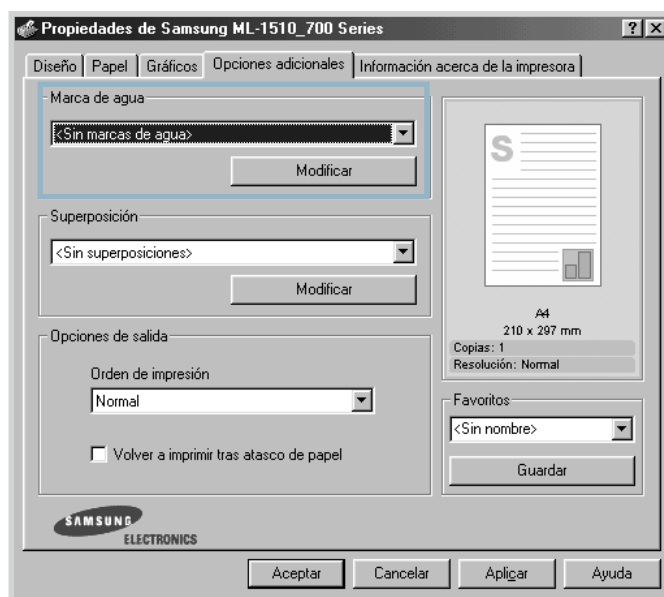 Propiedades de Samsung ML-1510_700 Series
Diseño Papel Gráficos Opciones adicionales Información acerca de la impresora
Marca de agua
<Sin marcas de agua>
Modificar
Superposición
<Sin superposiciones>
Modificar
Opciones de salida
Orden de impresión
Normal
Volver a imprimir tras atasco de papel
S
A4
210 x 297 mm
Copias: 1
Resolución: Normal
Favoritos
<Sin nombre>
Guardar
SAMSUNG
ELECTRONICS
Aceptar Cancelar Aplicar Ayuda